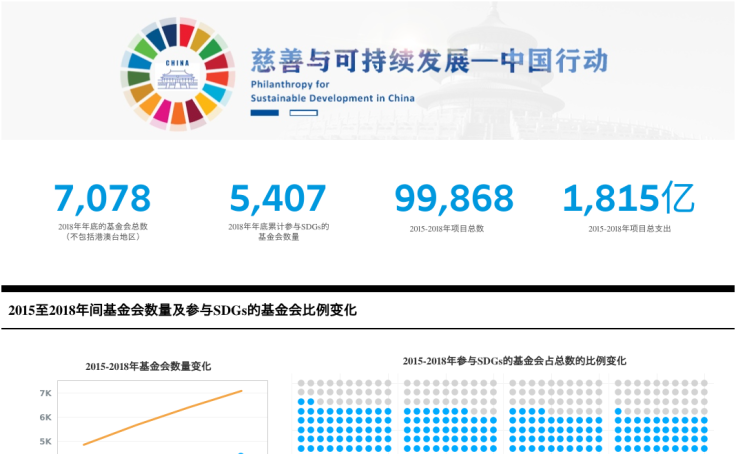 CHINA
慈善与可持续发展—中国行动
Philanthropy for
Sustainable Development in China
7,078
2018年年底的基金会总数
（不包括港澳台地区）
5,407
2018年年底累计参与SDGs的
基金会数量
99,868
2015-2018年项目总数
1,815亿
2015-2018年项目总支出
2015至2018年间基金会数量及参与SDGs的基金会比例变化
2015-2018年基金会数量变化
7K
6K
5K
2015-2018年参与SDGs的基金会占总数的比例变化